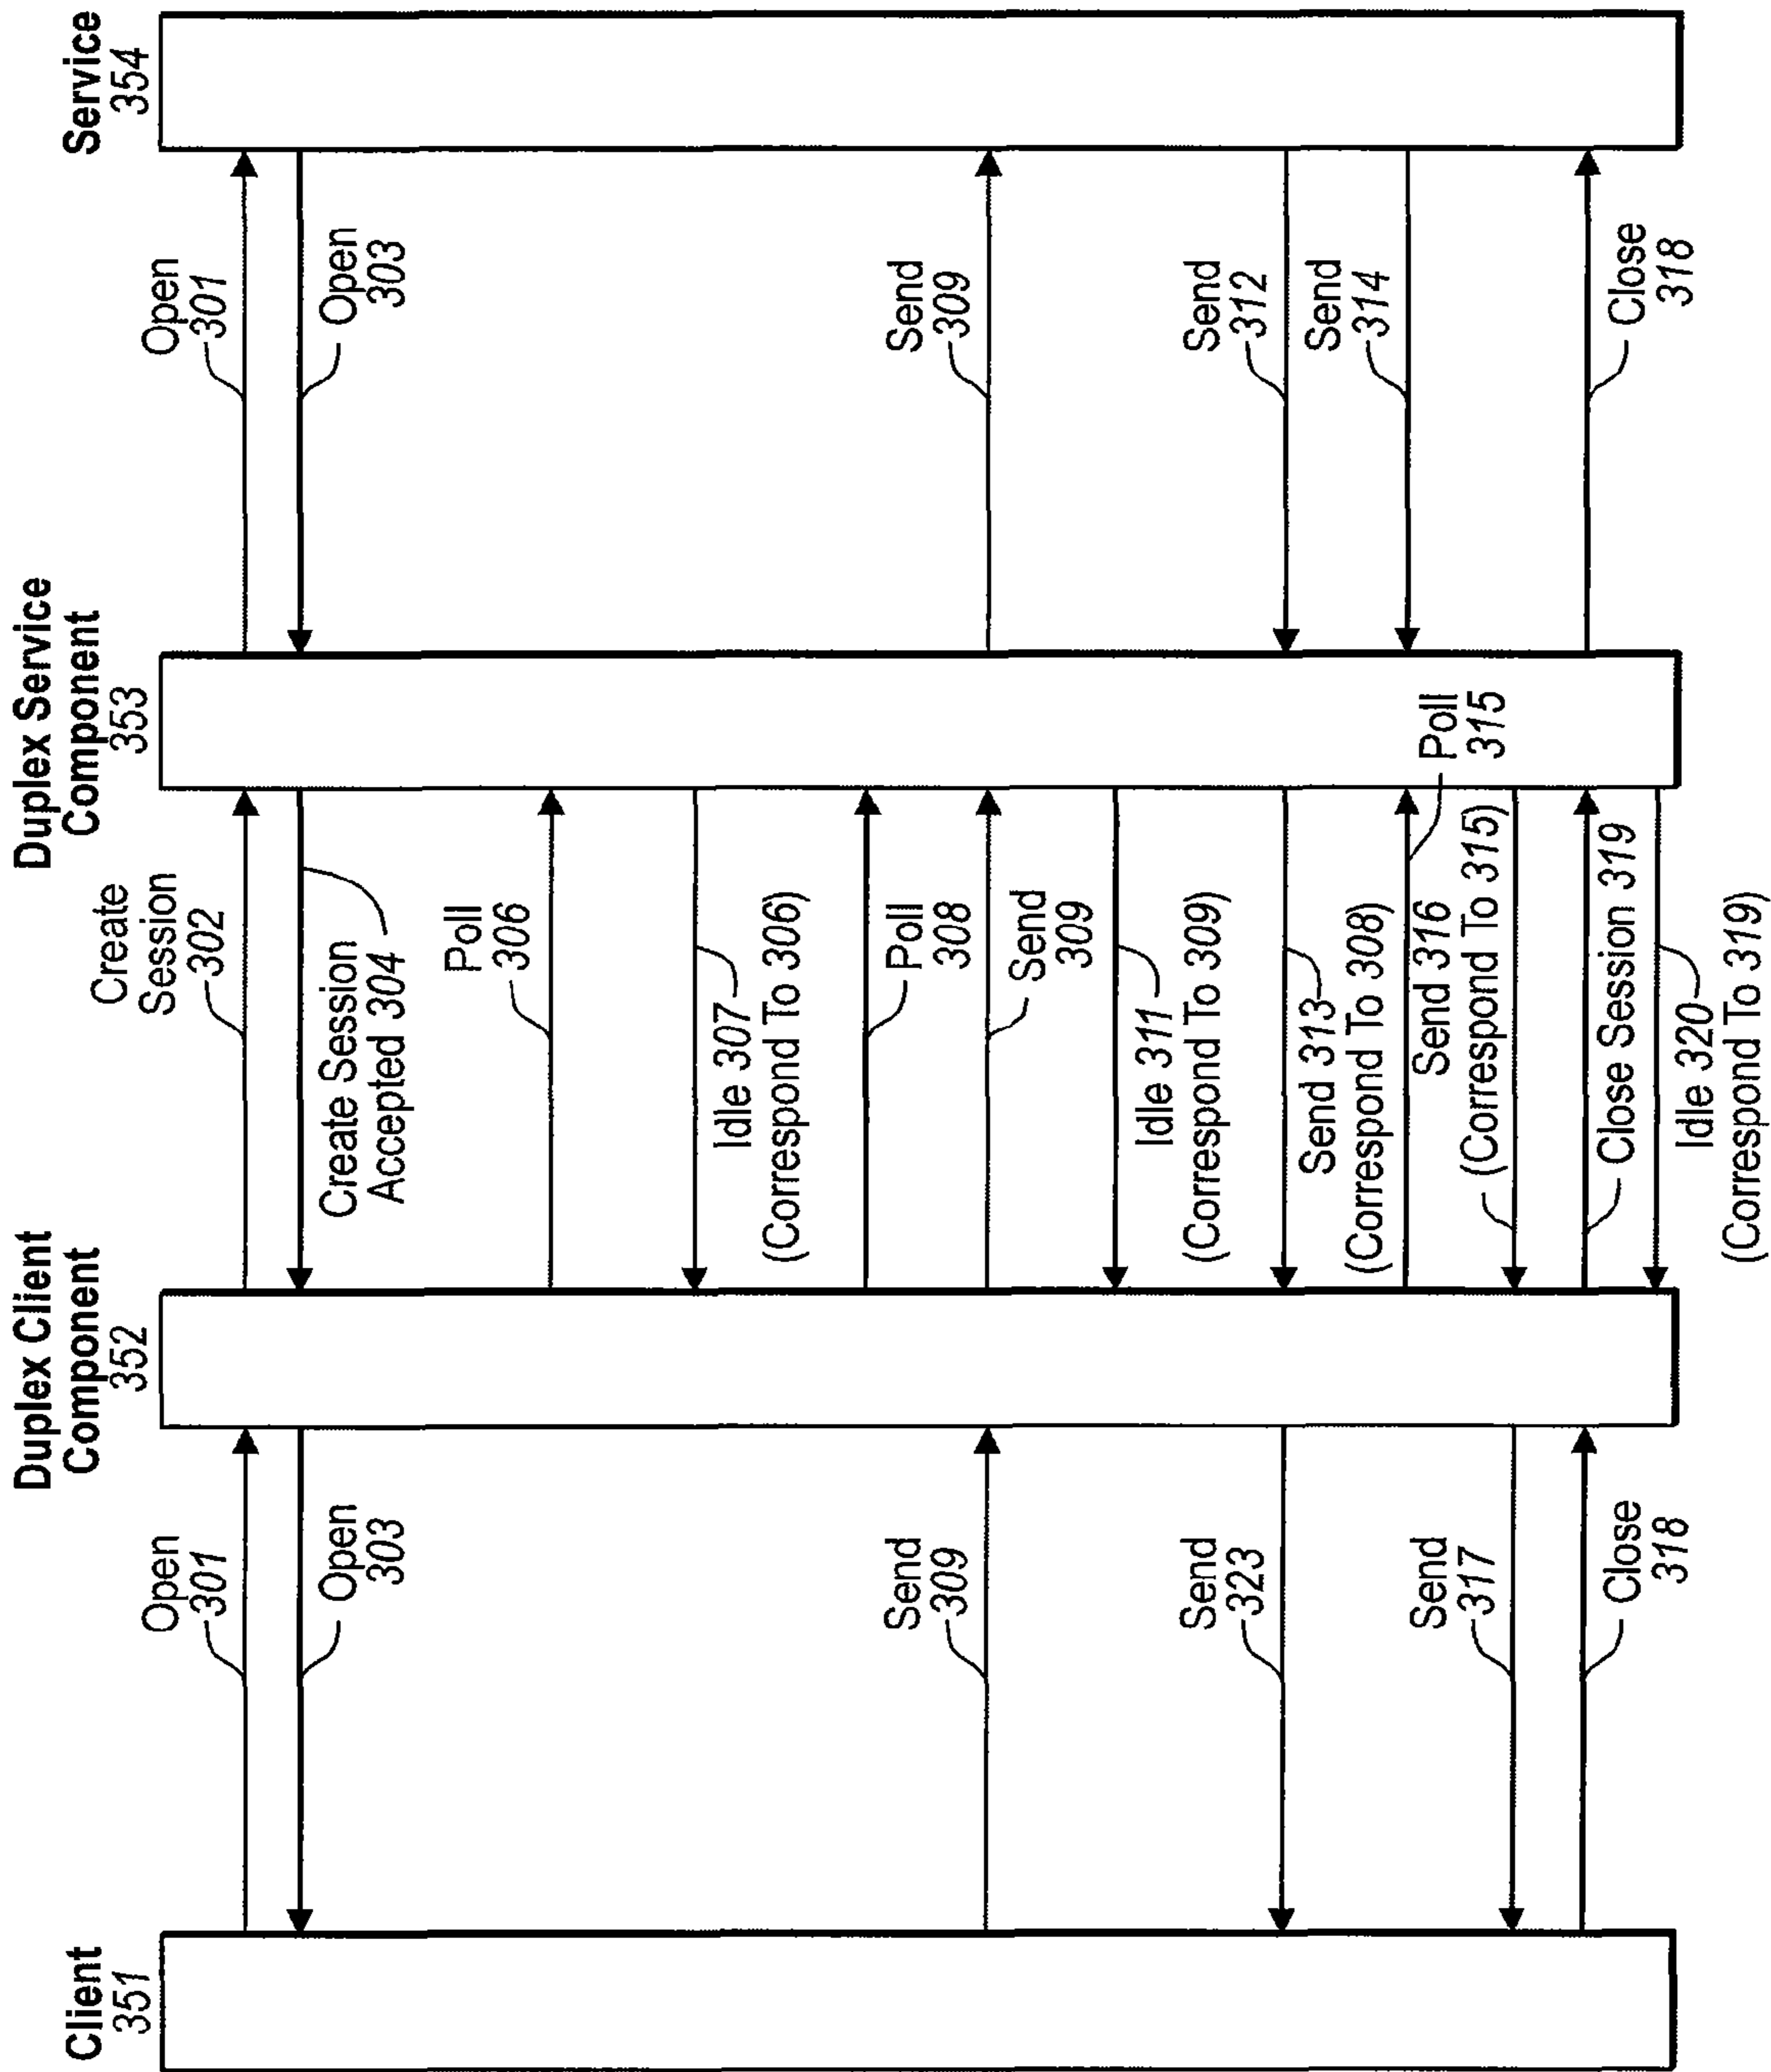 Client
351
Duplex Client
Component
352
Duplex Service
Component
353
Service
354
Open
301
Open
303
Send
309
Send
323
Send
317
Close
318
Create
Session
302
Create Session
Accepted 304
Poll
306
Idle 307
(Correspond To 306)
Poll
308
Send
309
Idle 311
(Correspond To 309)
Send 313
(Correspond To 308)
Poll
315
Send 316
(Correspond To 315)
Close Session 319
Idle 320
(Correspond To 319)
Open
301
Open
303
Send
309
Send
312
Send
314
Close
318